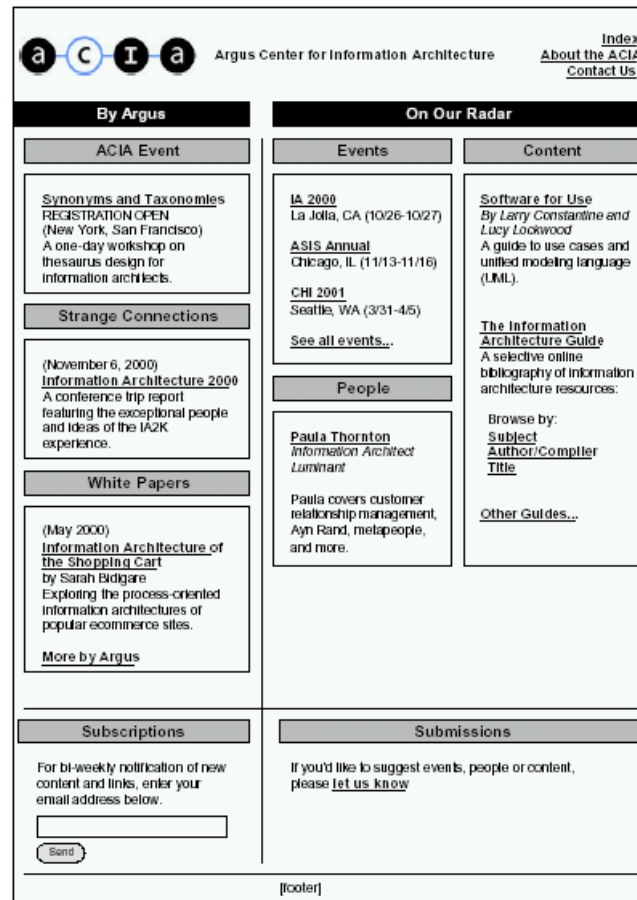 a c I a
Argus Center for Information Architecture
Index
About the ACIA
Contact Us
By Argus
ACIA Event
Synonyms and Taxonomies
REGISTRATION OPEN
(New York, San Francisco)
A one-day workshop on
thesaurus design for
information architects.
Strange Connections
(November 6, 2000)
Information Architecture 2000
A conference trip report
featuring the exceptional people
and ideas of the IA2K
experience.
White Papers
(May 2000)
Information Architecture of
the Shopping Cart
by Sarah Bidigare
Exploring the process-oriented
information architectures of
popular ecommerce sites.
More by Argus
On Our Radar
Events
IA 2000
La Jolla, CA (10/26-10/27)
ASIS Annual
Chicago, IL (11/13-11/16)
CHI 2001
Seattle, WA (3/31-4/5)
See all events...
People
Paula Thornton
Information Architect
Luminant
Paula covers customer
relationship management,
Ayn Rand, metapeople,
and more.
Content
Software for Use
By Larry Constantine and
Lucy Lockwood
A guide to use cases and
unified modeling language
(UML).
The Information
Architecture Guide
A selective online
bibliography of information
architecture resources:
Browse by:
Subject
Author/Compiler
Title
Other Guides...
Subscriptions
For bi-weekly notification of new
content and links, enter your
email address below.
Send
Submissions
If you'd like to suggest events, people or content,
please let us know
[footer]